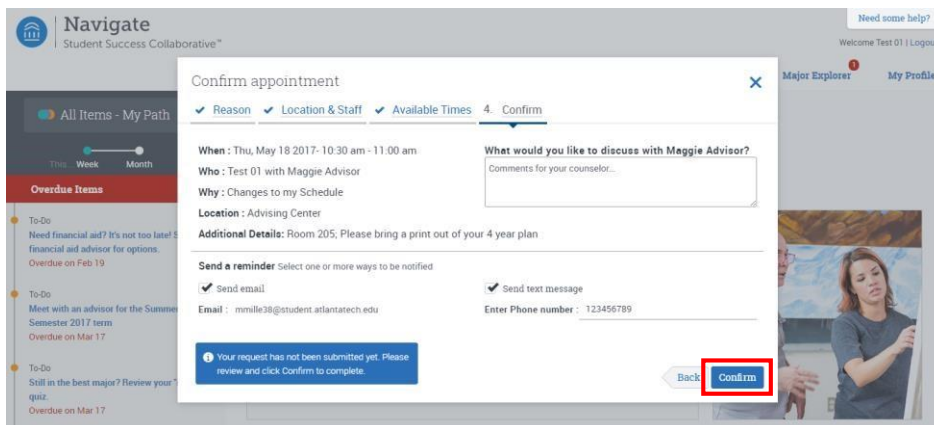 Navigate
Student Success Collaborative™
Need some help?
Welcome Test 01 | Logou
1
Major Explorer
My Profile
All Items - My Path
This... Week Month
Overdue Items
To-Do
Need financial aid? It's not too late! S
financial aid advisor for options.
Overdue on Feb 19
To-Do
Meet with an advisor for the Summer
Semester 2017 term
Overdue on Mar 17
To-Do
Still in the best major? Review your "
quiz.
Overdue on Mar 17
Confirm appointment
Reason Location & Staff Available Times 4. Confirm
When : Thu, May 18 2017- 10:30 am - 11:00 am
Who : Test 01 with Maggie Advisor
Why : Changes to my Schedule
Location : Advising Center
Additional Details: Room 205; Please bring a print out of your 4 year plan
What would you like to discuss with Maggie Advisor?
Comments for your counselor...
Send a reminder Select one or more ways to be notified
Send email
Send text message
Email : mmille38@student.atlantatech.edu
Enter Phone number : 123456789
Your request has not been submitted yet. Please
review and click Confirm to complete.
Back
Confirm